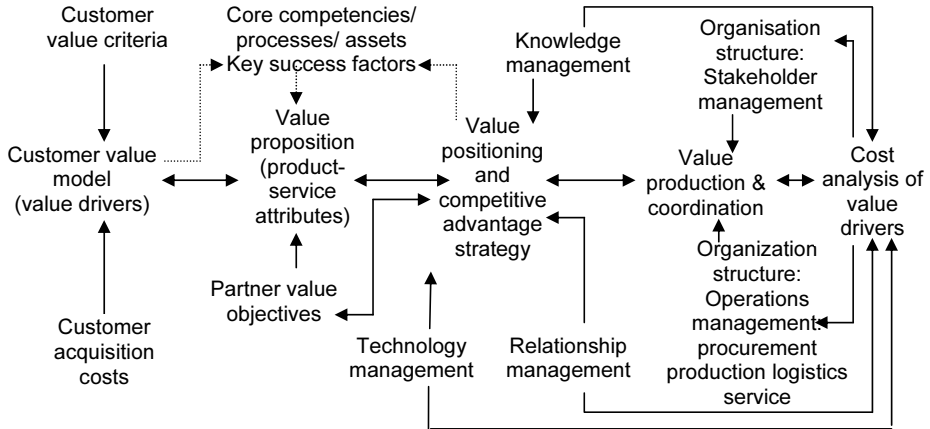 Customer
value criteria
Core competencies/
processes/ assets
Key success factors
Knowledge
management
Organisation
structure:
Stakeholder
management
Customer value
model
(value drivers)
Value
proposition
(product-
service
attributes)
Value
positioning
and
competitive
advantage
strategy
Value
production &
coordination
Cost
analysis of
value
drivers
Partner value
objectives
Organization
structure:
Operations
management:
procurement
production logistics
service
Customer
acquisition
costs
Technology
management
Relationship
management